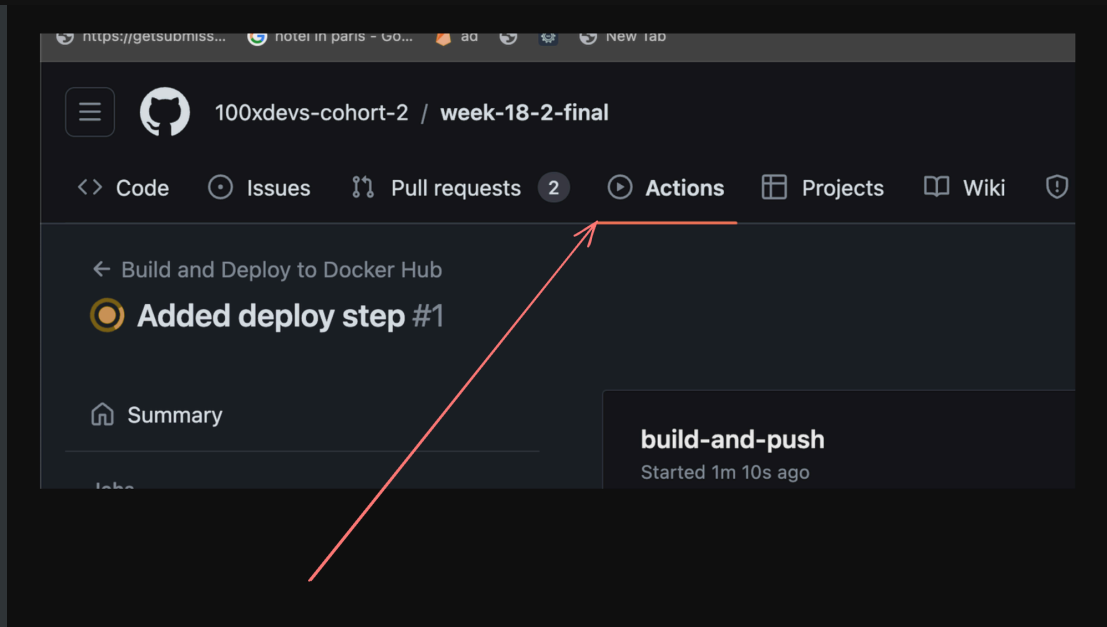 https://getsubmiss... hotel in paris - Go... ad New Tab
100xdevs-cohort-2 / week-18-2-final
Code Issues Pull requests 2 Actions Projects Wiki
← Build and Deploy to Docker Hub
Added deploy step #1
Summary
build-and-push
Started 1m 10s ago
Jobs